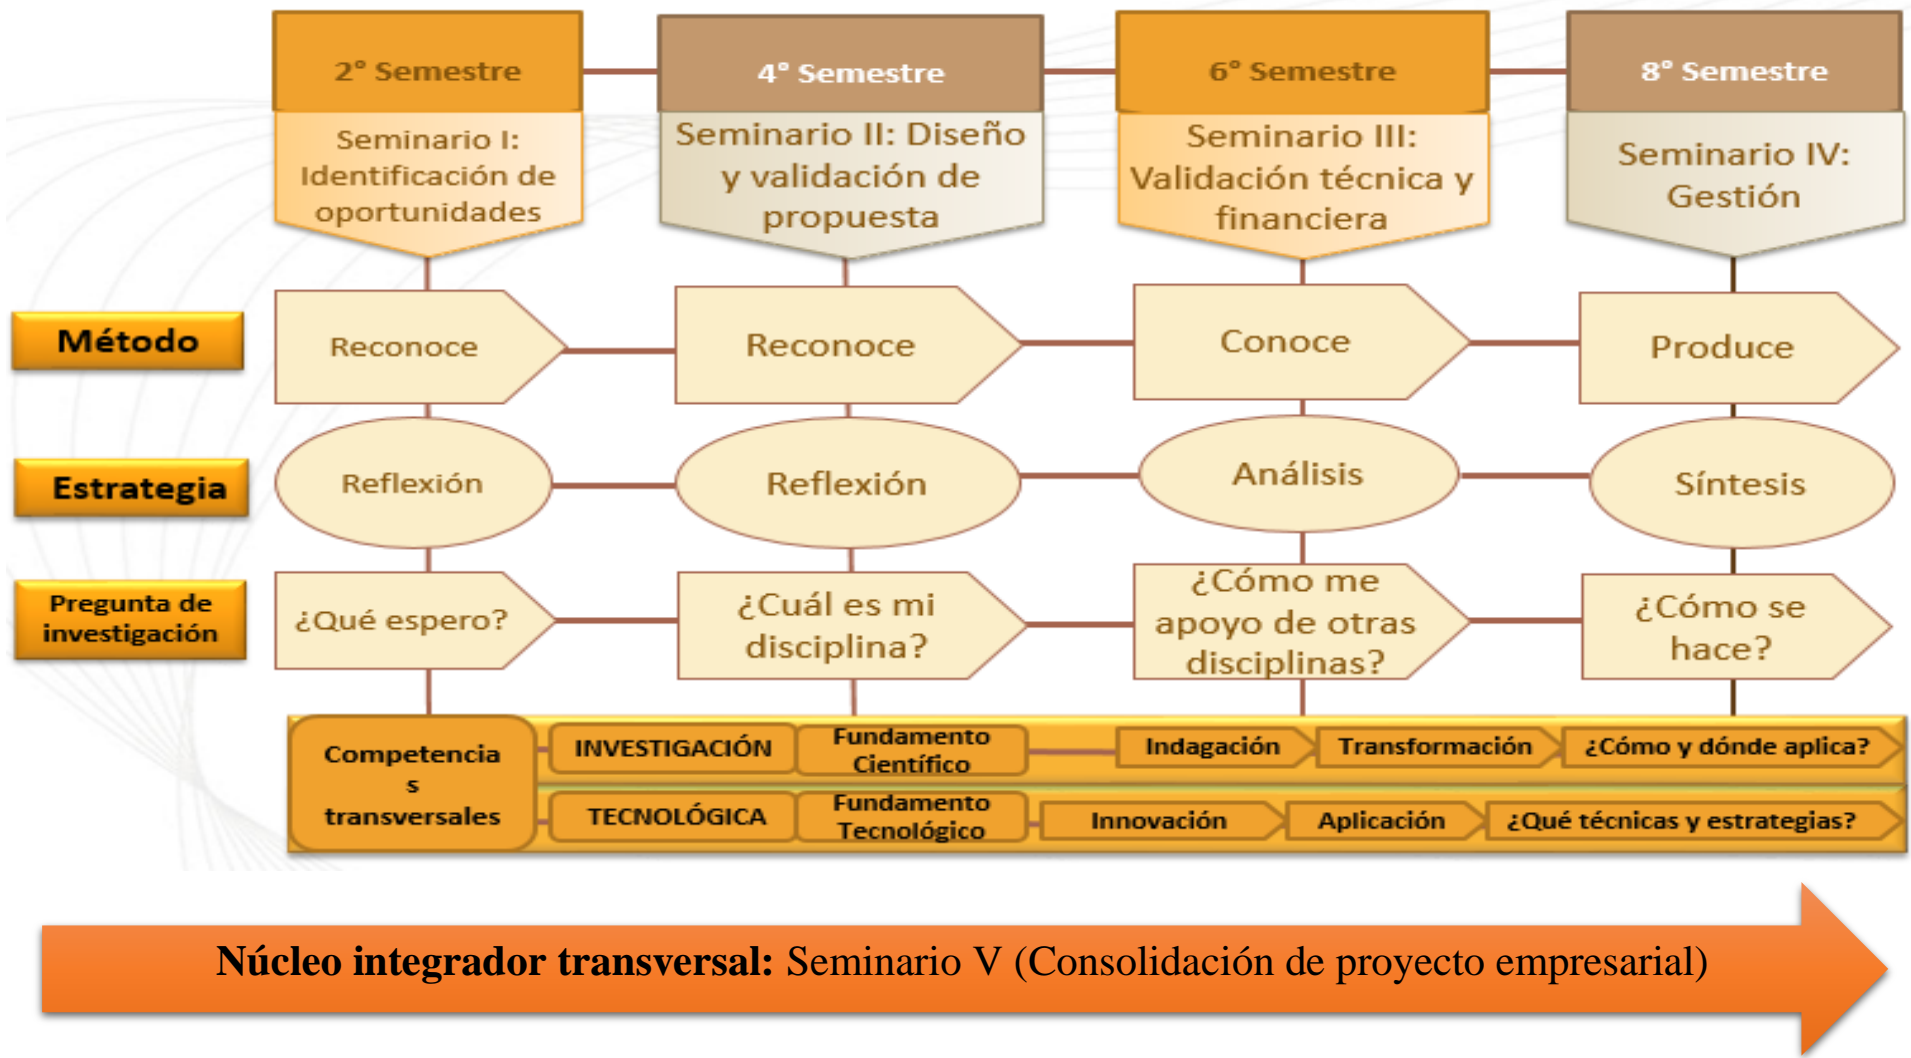 2° Semestre
4° Semestre
6° Semestre
8° Semestre
Seminario I:
Identificación de
oportunidades
Seminario II: Diseño
y validación de
propuesta
Seminario III:
Validación técnica y
financiera
Seminario IV:
Gestión
Método
Reconoce
Reconoce
Conoce
Produce
Estrategia
Reflexión
Reflexión
Análisis
Síntesis
Pregunta de
investigación
¿Qué espero?
¿Cuál es mi
disciplina?
¿Cómo me
apoyo de otras
disciplinas?
¿Cómo se
hace?
Competencia
s
transversales
INVESTIGACIÓN
Fundamento
Científico
Indagación
Transformación
¿Cómo y dónde aplica?
TECNOLÓGICA
Fundamento
Tecnológico
Innovación
Aplicación
¿Qué técnicas y estrategias?
Núcleo integrador transversal: Seminario V (Consolidación de proyecto empresarial)